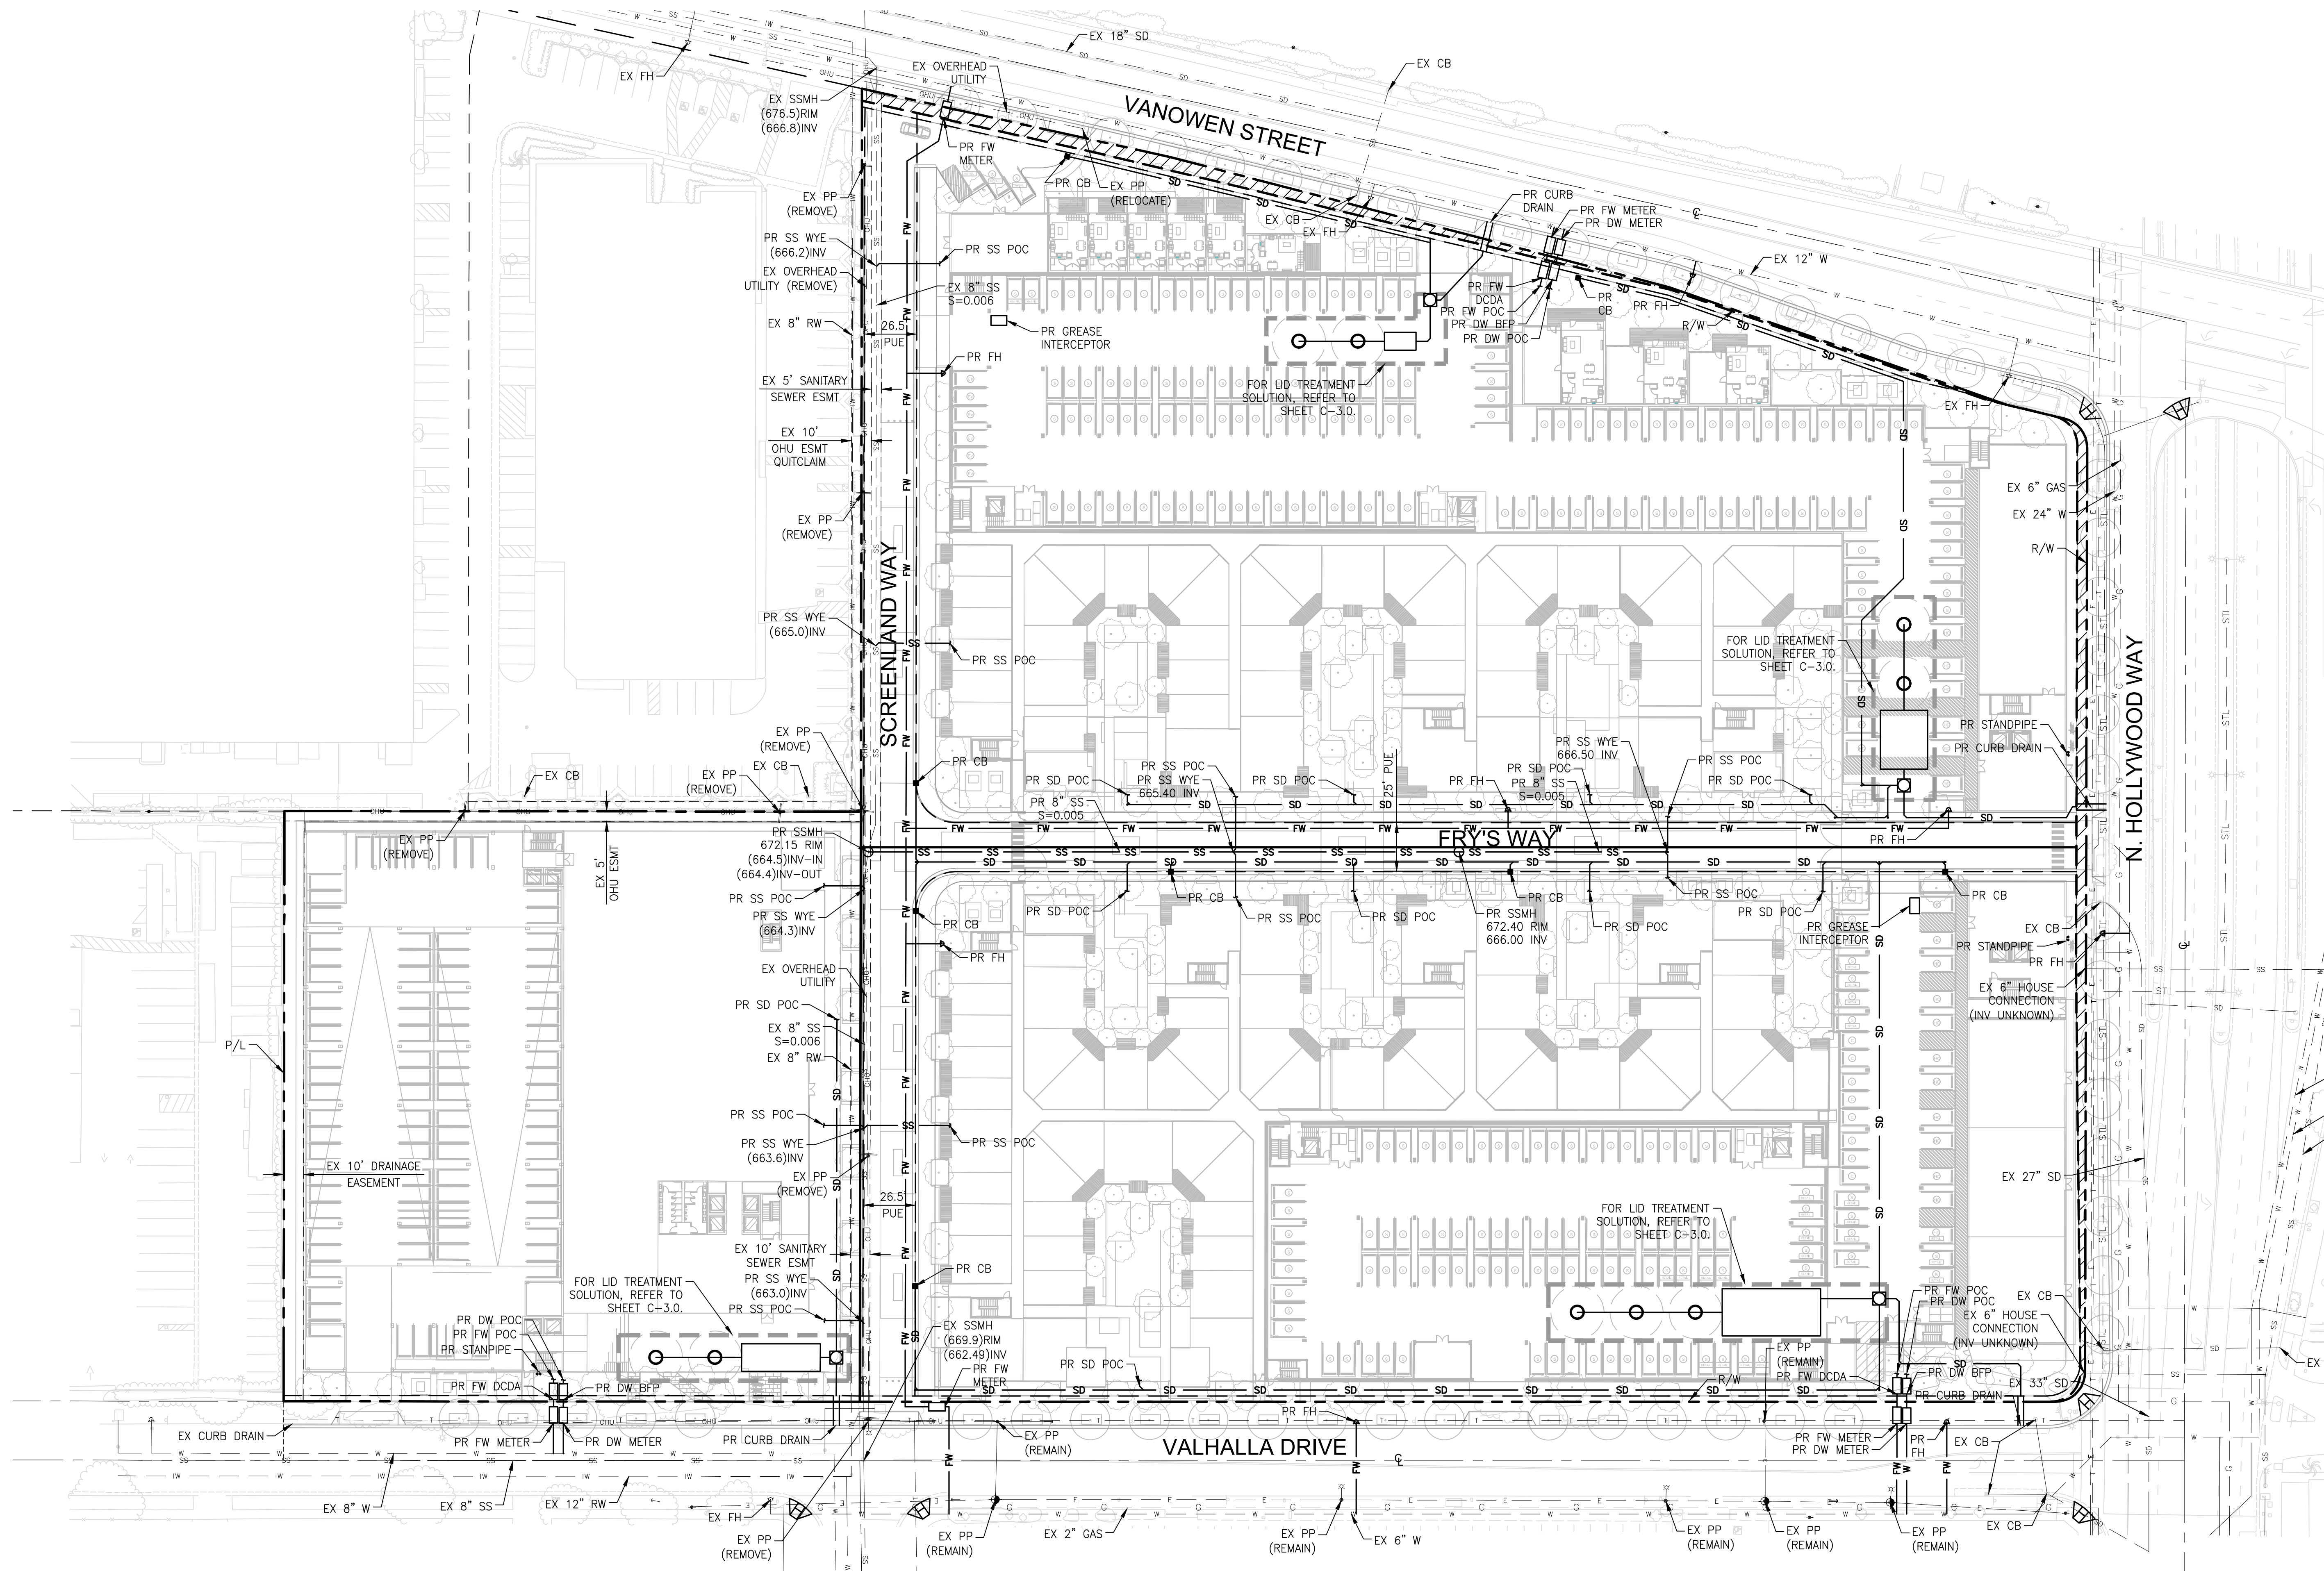 EX 18" SD
EX CB
EX FH
EX OVERHEAD
UTILITY
EX SSMH
(676.5)RIM
(666.8)INV
VANOWEN STREET
PR FW
METER
PR CB
EX PP
(RELOCATE)
EX PP
(REMOVE)
EX CB
EX FH
PR CURB
DRAIN
PR FW METER
PR DW METER
PR SS WYE
(666.2)INV
PR SS POC
EX OVERHEAD
UTILITY (REMOVE)
EX 8" SS
S=0.006
EX 12" W
PR FW
DCDA
PR FW POC
PR DW BFP
PR DW POC
PR
CB
PR FH
R/W
EX 8" RW
26.5'
PUE
PR GREASE
INTERCEPTOR
PR FH
EX 5' SANITARY
SEWER ESMT
FOR LID TREATMENT
SOLUTION, REFER TO
SHEET C-3.0.
EX FH
EX 10'
OHU ESMT
QUITCLAIM
EX 6" GAS
EX 24" W
R/W
EX PP
(REMOVE)
SCREENLAND WAY
PR SS WYE
(665.0)INV
PR SS POC
FOR LID TREATMENT
SOLUTION, REFER TO
SHEET C-3.0.
N. HOLLYWOOD WAY
PR STANDPIPE
PR CURB DRAIN
EX PP
(REMOVE)
EX CB
EX CB
EX PP
(REMOVE)
PR CB
PR SD POC
PR SS POC
PR SS WYE
665.40 INV
PR SD POC
PR FH
PR SS WYE
666.50 INV
PR SD POC
PR 8" SS
S=0.005
PR SS POC
PR SD POC
PR 8" SS
S=0.005
25' PUE
FRY'S WAY
PR FH
EX PP
(REMOVE)
EX 5'
OHU ESMT
PR SSMH
672.15 RIM
(664.5)INV-IN
(664.4)INV-OUT
PR SS POC
PR SS WYE
(664.3)INV
PR CB
PR SD POC
PR CB
PR SS POC
PR SD POC
PR SSMH
672.40 RIM
666.00 INV
PR CB
PR SD POC
PR SS POC
PR SD POC
PR CB
PR GREASE
INTERCEPTOR
EX CB
PR STANDPIPE
PR FH
PR FH
EX OVERHEAD
UTILITY
PR SD POC
EX 8" SS
S=0.006
EX 8" RW
EX 6" HOUSE
CONNECTION
(INV UNKNOWN)
P/L
PR SS POC
PR SS WYE
(663.6)INV
PR SS POC
EX PP
(REMOVE)
EX 10' DRAINAGE
EASEMENT
26.5'
PUE
EX 27" SD
FOR LID TREATMENT
SOLUTION, REFER TO
SHEET C-3.0.
EX 10' SANITARY
SEWER ESMT
PR SS WYE
(663.0)INV
PR SS POC
PR CB
FOR LID TREATMENT
SOLUTION, REFER TO
SHEET C-3.0.
PR DW POC
PR FW POC
PR STANPIPE
PR FW DCDA
PR DW BFP
EX SSMH
(669.9)RIM
(662.49)INV
PR FW
METER
PR SD POC
EX PP
(REMAIN)
PR FW DCDA
R/W
PR FW POC
PR DW POC
EX CB
EX 6" HOUSE
CONNECTION
(INV UNKNOWN)
PR DW BFP
EX 33" SD
PR CURB DRAIN
EX CURB DRAIN
PR FW METER
PR DW METER
PR CURB DRAIN
EX PP
(REMAIN)
VALHALLA DRIVE
PR FH
PR FW METER
PR DW METER
PR
FH
EX CB
EX 8" W
EX 8" SS
EX 12" RW
EX FH
EX PP
(REMOVE)
EX PP
(REMAIN)
EX 2" GAS
EX PP
(REMAIN)
EX 6" W
EX PP
(REMAIN)
EX PP
(REMAIN)
EX PP
(REMAIN)
EX CB
EX